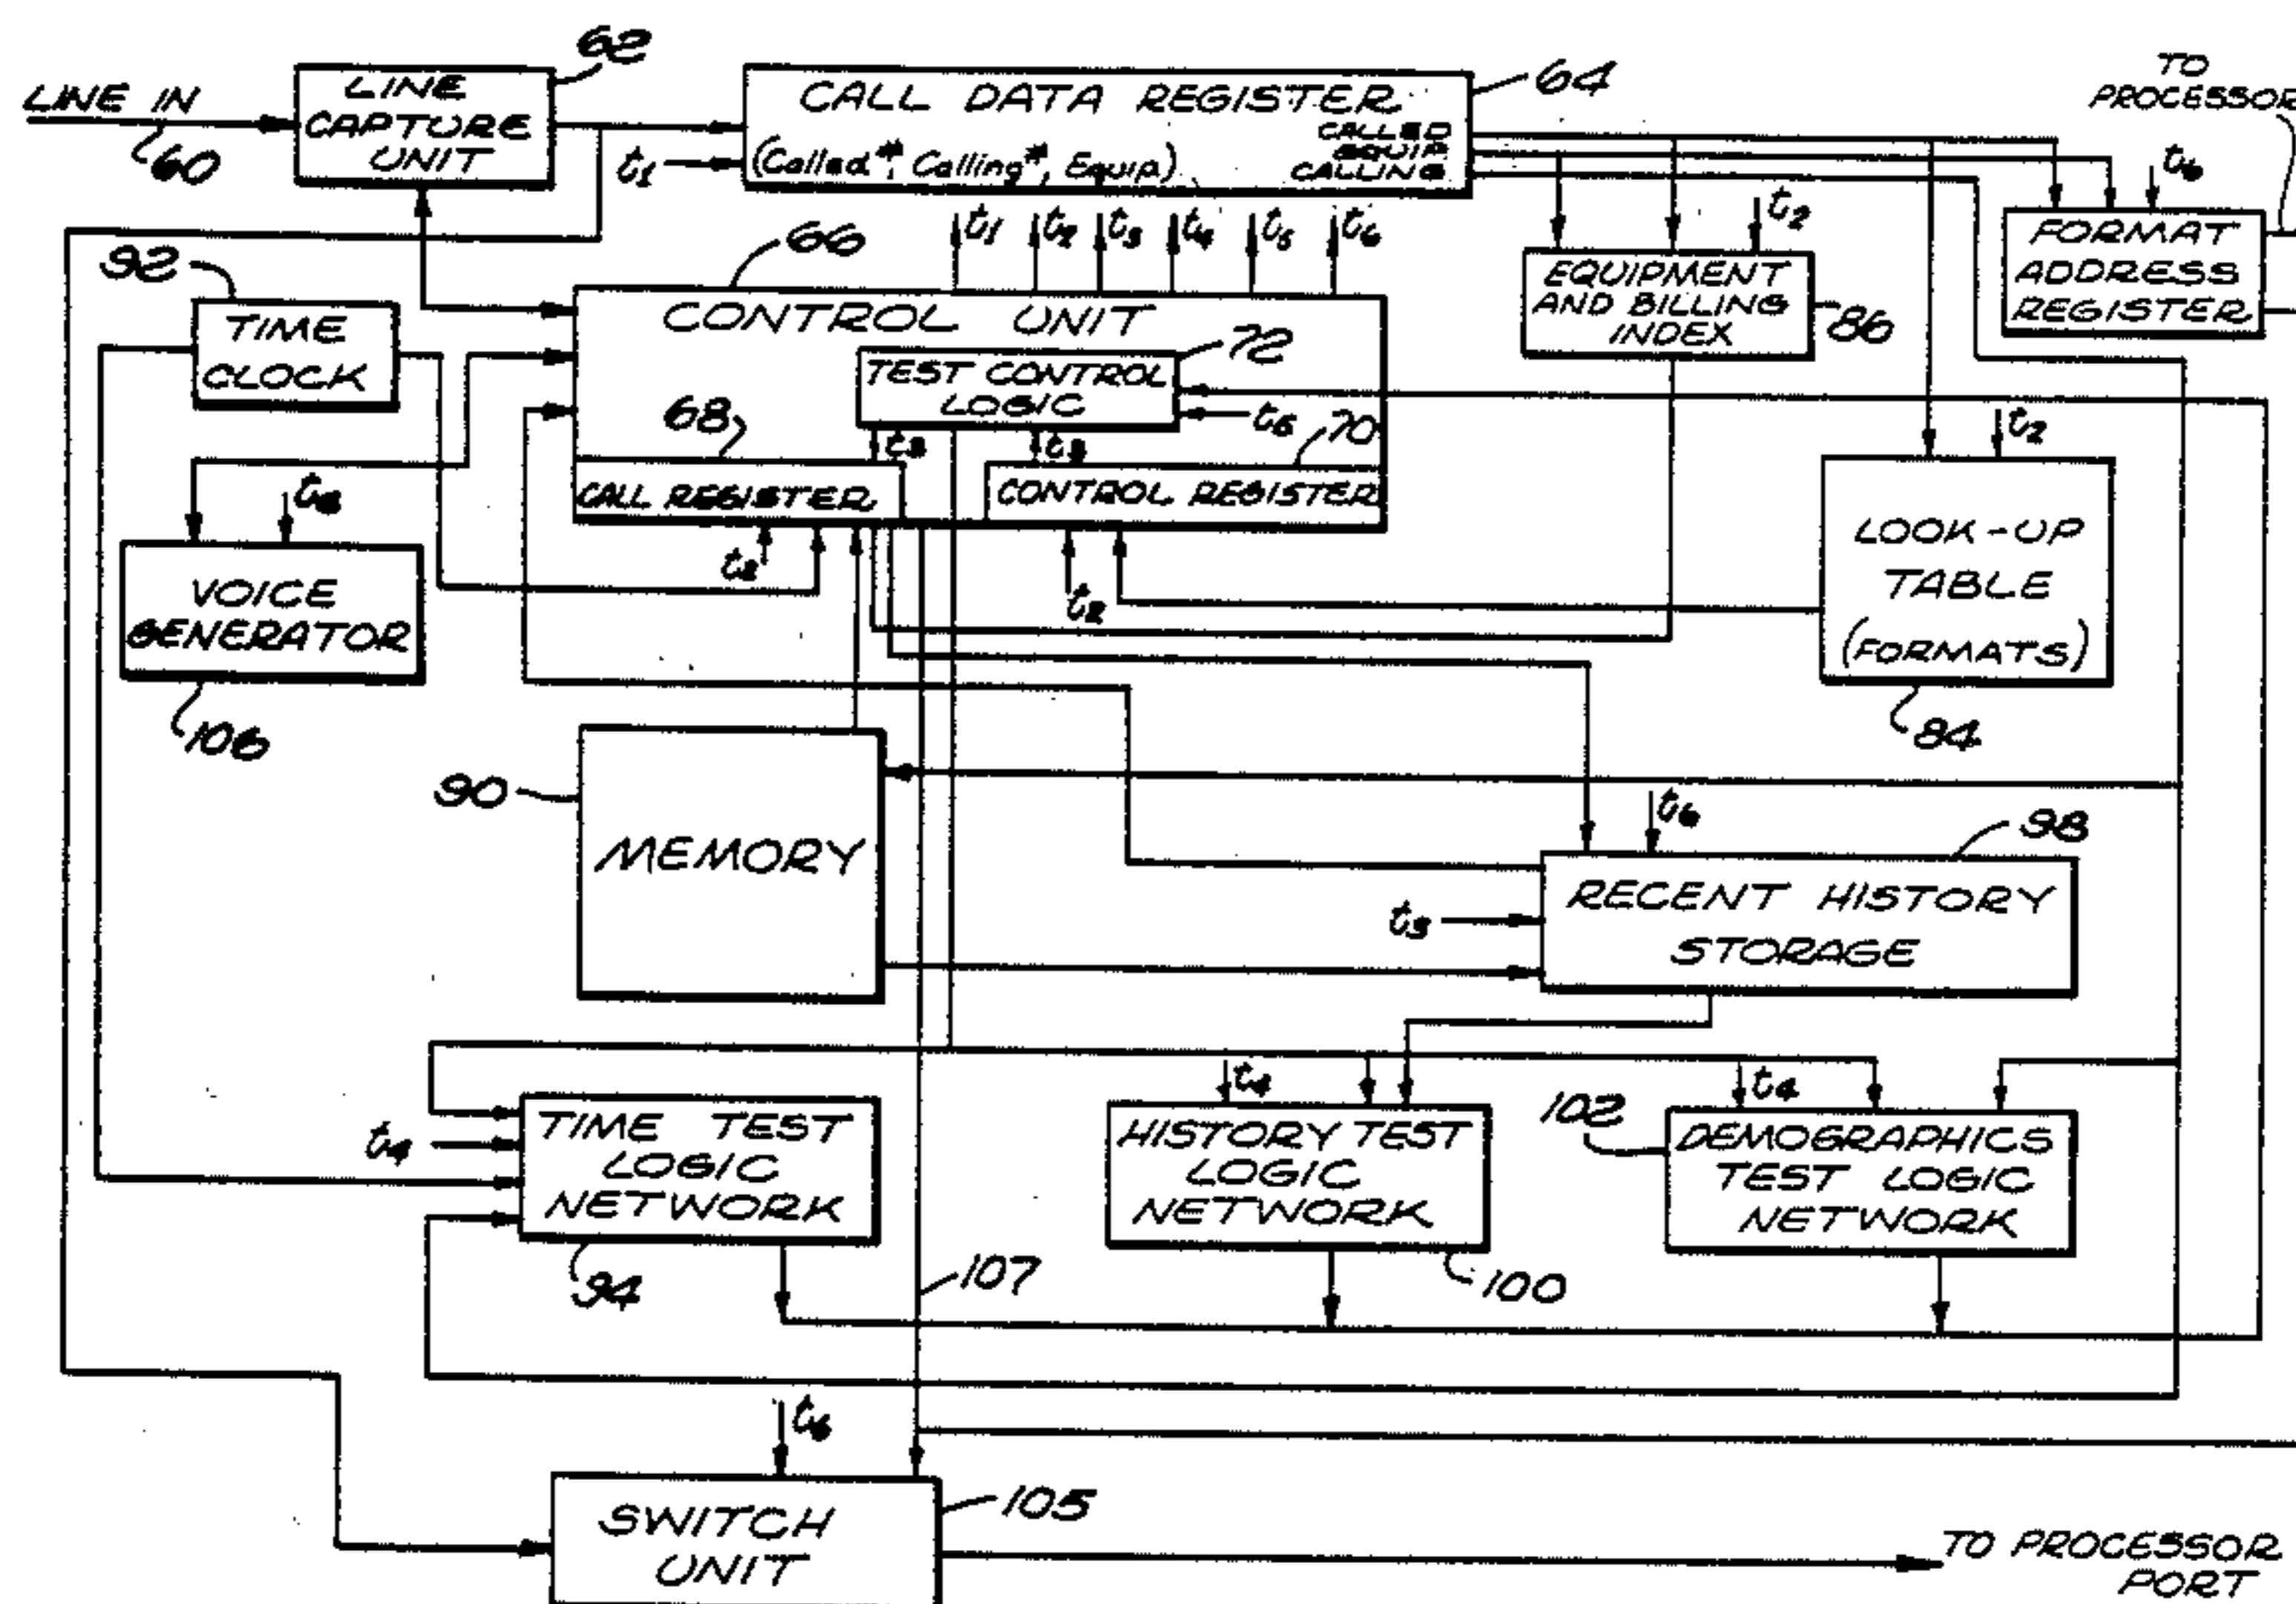 LINE IN
60
62
LINE
CAPTURE
UNIT
64
CALL DATA REGISTER
(Called#, Calling#, Equip)
CALLED
EQUIP
CALLING
t1
TO
PROCESSOR
t6
FORMAT
ADDRESS
REGISTER
t1 t2 t3 t4 t5 t6
t2
EQUIPMENT
AND BILLING
INDEX
86
92
TIME
CLOCK
66
CONTROL UNIT
72
TEST CONTROL
LOGIC
t5
68
t3
t3
70
CALL REGISTER
CONTROL REGISTER
t2
t2
t2
LOOK-UP
TABLE
(FORMATS)
84
VOICE
GENERATOR
106
90
MEMORY
t6
98
RECENT HISTORY
STORAGE
t3
t4
TIME TEST
LOGIC
NETWORK
94
t4
HISTORY TEST
LOGIC
NETWORK
100
t4
102
DEMOGRAPHICS
TEST LOGIC
NETWORK
107
t6
SWITCH
UNIT
105
TO PROCESSOR
PORT